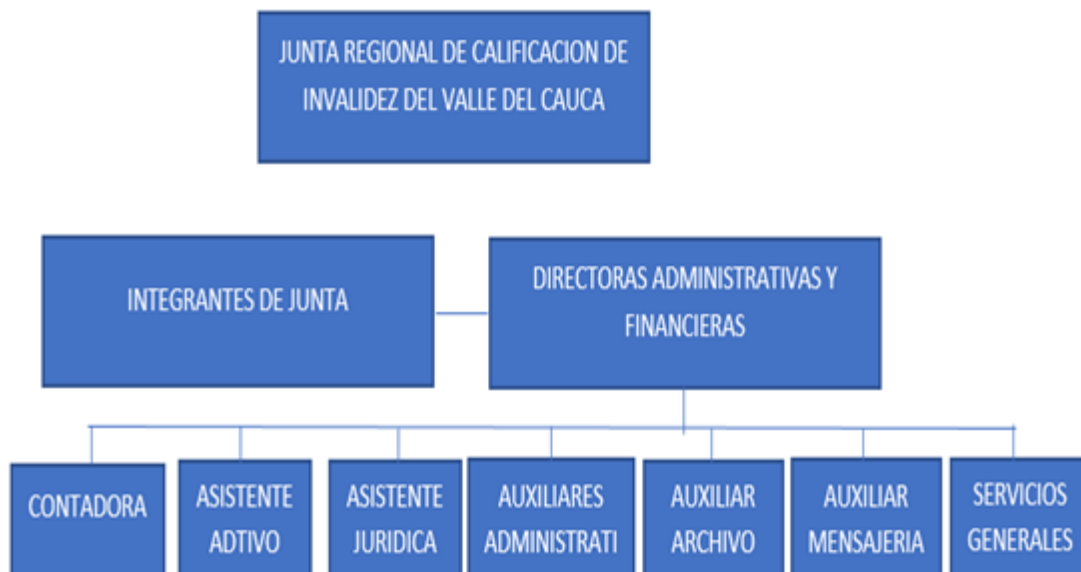 JUNTA REGIONAL DE CALIFICACION DE
INVALIDEZ DEL VALLE DEL CAUCA
INTEGRANTES DE JUNTA
DIRECTORAS ADMINISTRATIVAS Y
FINANCIERAS
CONTADORA
ASISTENTE
ADTIVO
ASISTENTE
JURIDICA
AUXILIARES
ADMINISTRATI
AUXILIAR
ARCHIVO
AUXILIAR
MENSAJERIA
SERVICIOS
GENERALES